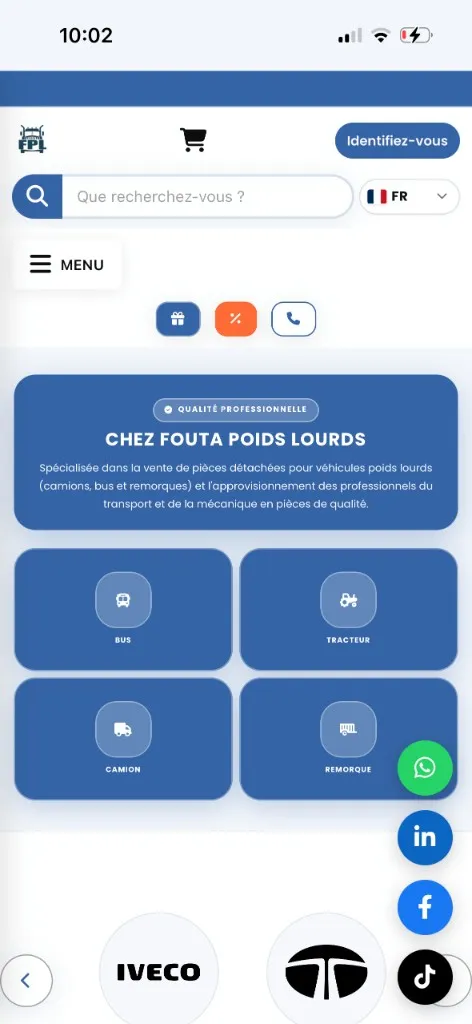 10:02
FPL
Identifiez-vous
Que recherchez-vous ?
FR
MENU
QUALITÉ PROFESSIONNELLE
CHEZ FOUTA POIDS LOURDS
Spécialisée dans la vente de pièces détachées pour véhicules poids lourds
(camions, bus et remorques) et l'approvisionnement des professionnels du
transport et de la mécanique en pièces de qualité.
BUS
TRACTEUR
CAMION
REMORQUE
in
f
IVECO